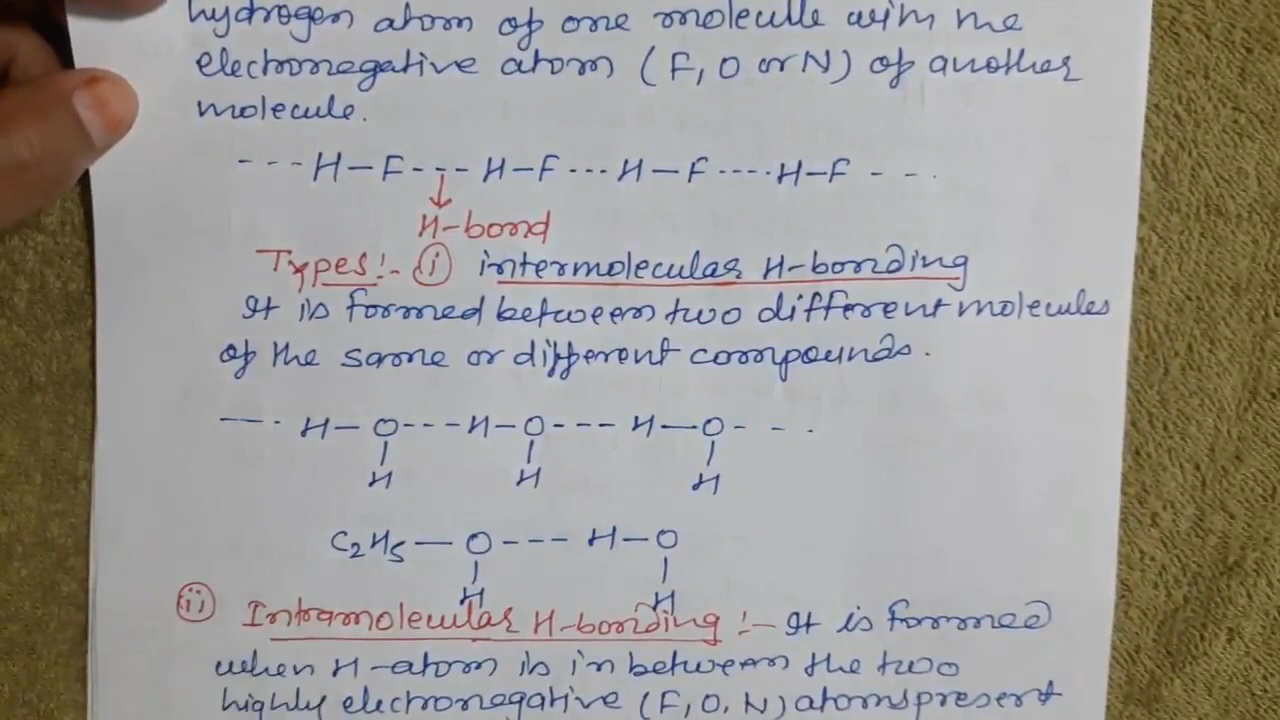 hydrogen atom of one molecule with the
electronegative atom (F, O or N) of another
molecule.
---H-F---H-F---H-F----H-F---
H-bond
Types:- (i) intermolecular H-bonding
It is formed between two different molecules
of the same or different compounds.
---H-O---H-O---H-O---
H H H
C2H5-O---H-O
H H
(ii) Intramolecular H-bonding :- It is formed
when H-atom is in between the two
highly electronegative (F, O, N) atoms present